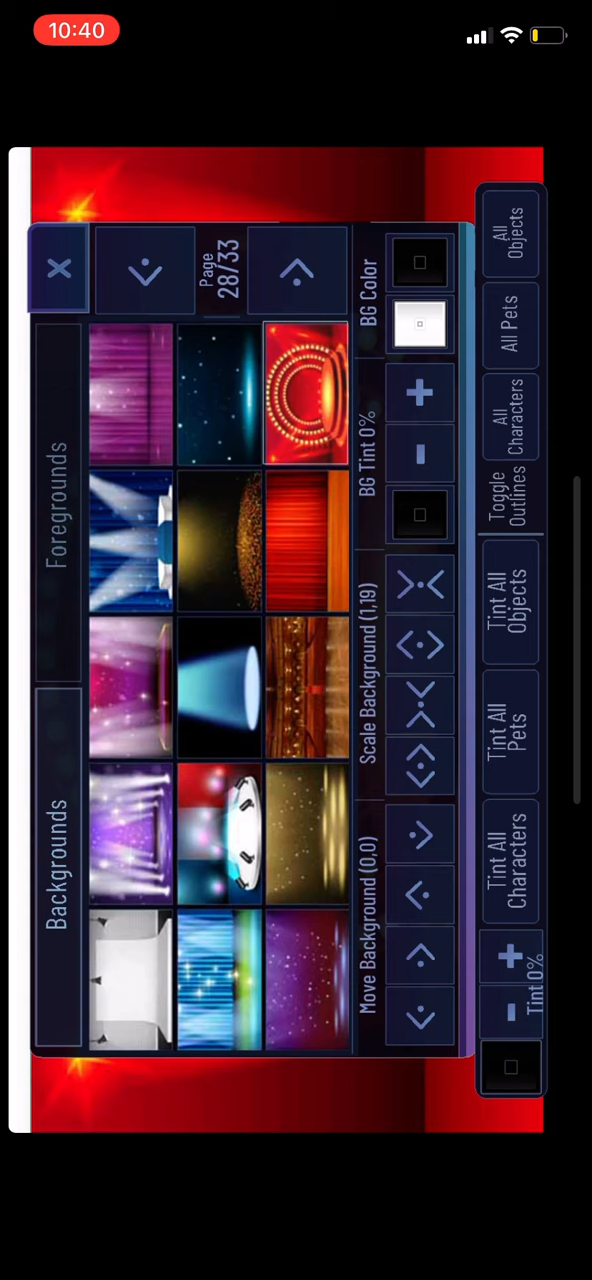 10:40
Backgrounds
Foregrounds
X
Page
28/33
Move Background (0,0)
Scale Background (1,19)
BG Tint 0%
BG Color
Tint 0%
Tint All
Characters
Tint All
Pets
Tint All
Objects
Toggle
Outlines
All
Characters
All Pets
All
Objects